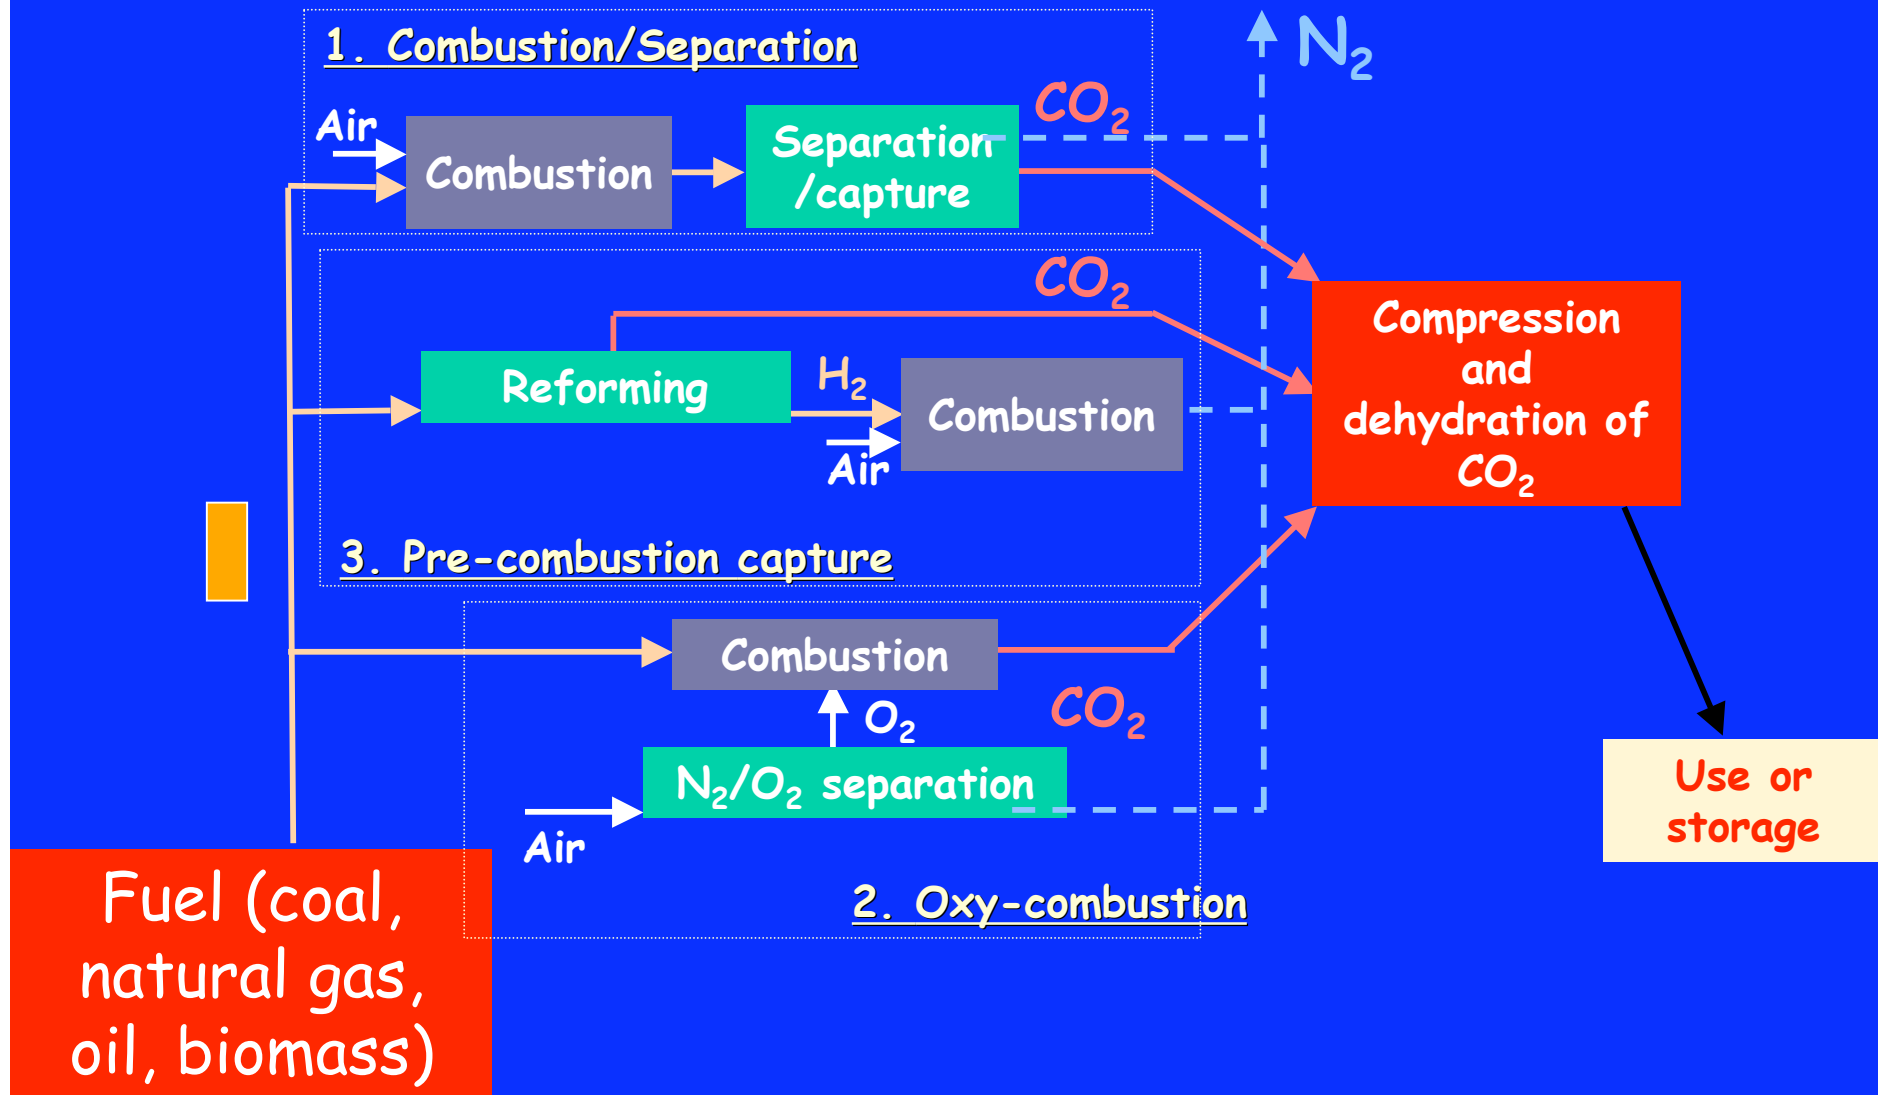 1. Combustion/Separation
N₂
Air
Combustion
Separation
/capture
CO₂
CO₂
Reforming
H₂
Combustion
Air
3. Pre-combustion capture
Compression
and
dehydration of
CO₂
Combustion
O₂
CO₂
N₂/O₂ separation
Air
2. Oxy-combustion
Use or
storage
Fuel (coal,
natural gas,
oil, biomass)